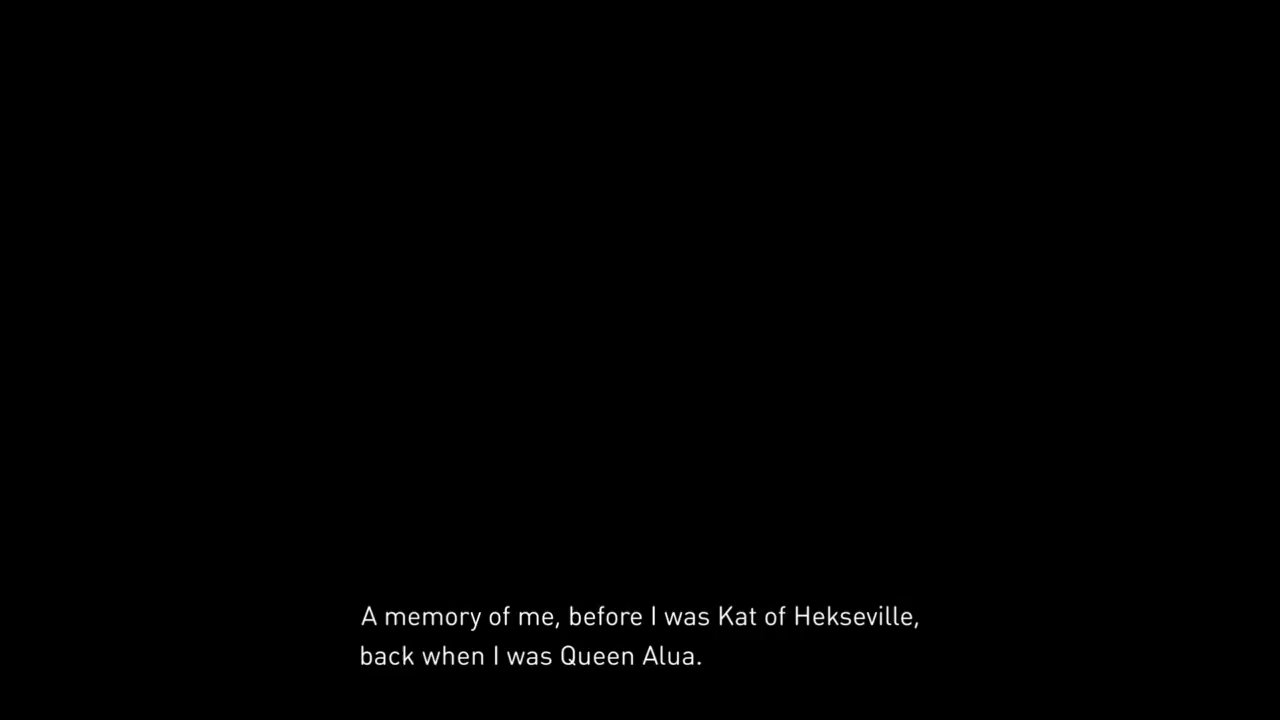 A memory of me, before I was Kat of Hekseville,
back when I was Queen Alua.